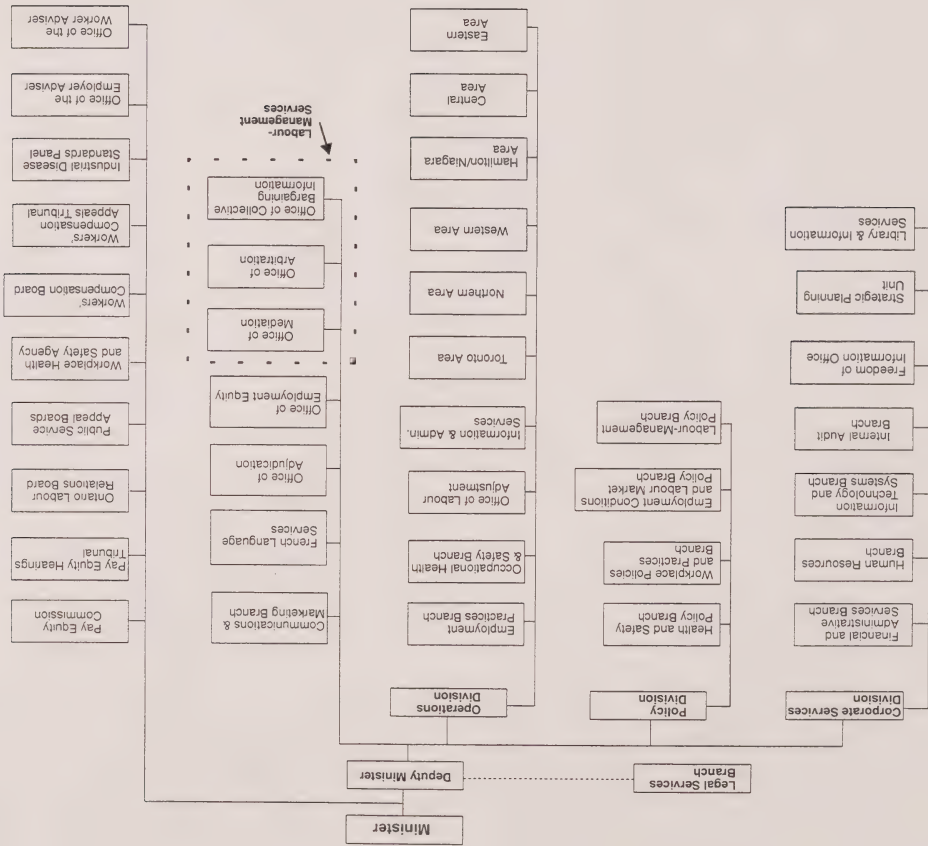 Minister
Deputy Minister
Legal Services
Branch
Corporate Services
Division
Financial and
Administrative
Services Branch
Human Resources
Branch
Information
Technology and
Systems Branch
Internal Audit
Branch
Freedom of
Information Office
Strategic Planning
Unit
Library & Information
Services
Policy
Division
Health and Safety
Policy Branch
Workplace Policies
and Practices
Branch
Employment Conditions
and Labour Market
Policy Branch
Labour-Management
Policy Branch
Operations
Division
Employment
Practices Branch
Occupational Health
& Safety Branch
Office of Labour
Adjustment
Information & Admin.
Services
Toronto Area
Northern Area
Western Area
Hamilton/Niagara
Area
Central
Area
Eastern
Area
Communications &
Marketing Branch
French Language
Services
Office of
Adjudication
Office of
Employment Equity
Office of
Mediation
Office of
Arbitration
Office of Collective
Bargaining
Information
Labour-
Management
Services
Pay Equity
Commission
Pay Equity Hearings
Tribunal
Ontario Labour
Relations Board
Public Service
Appeal Boards
Workplace Health
and Safety Agency
Workers'
Compensation Board
Workers'
Compensation
Appeals Tribunal
Industrial Disease
Standards Panel
Office of the
Employer Adviser
Office of the
Worker Adviser